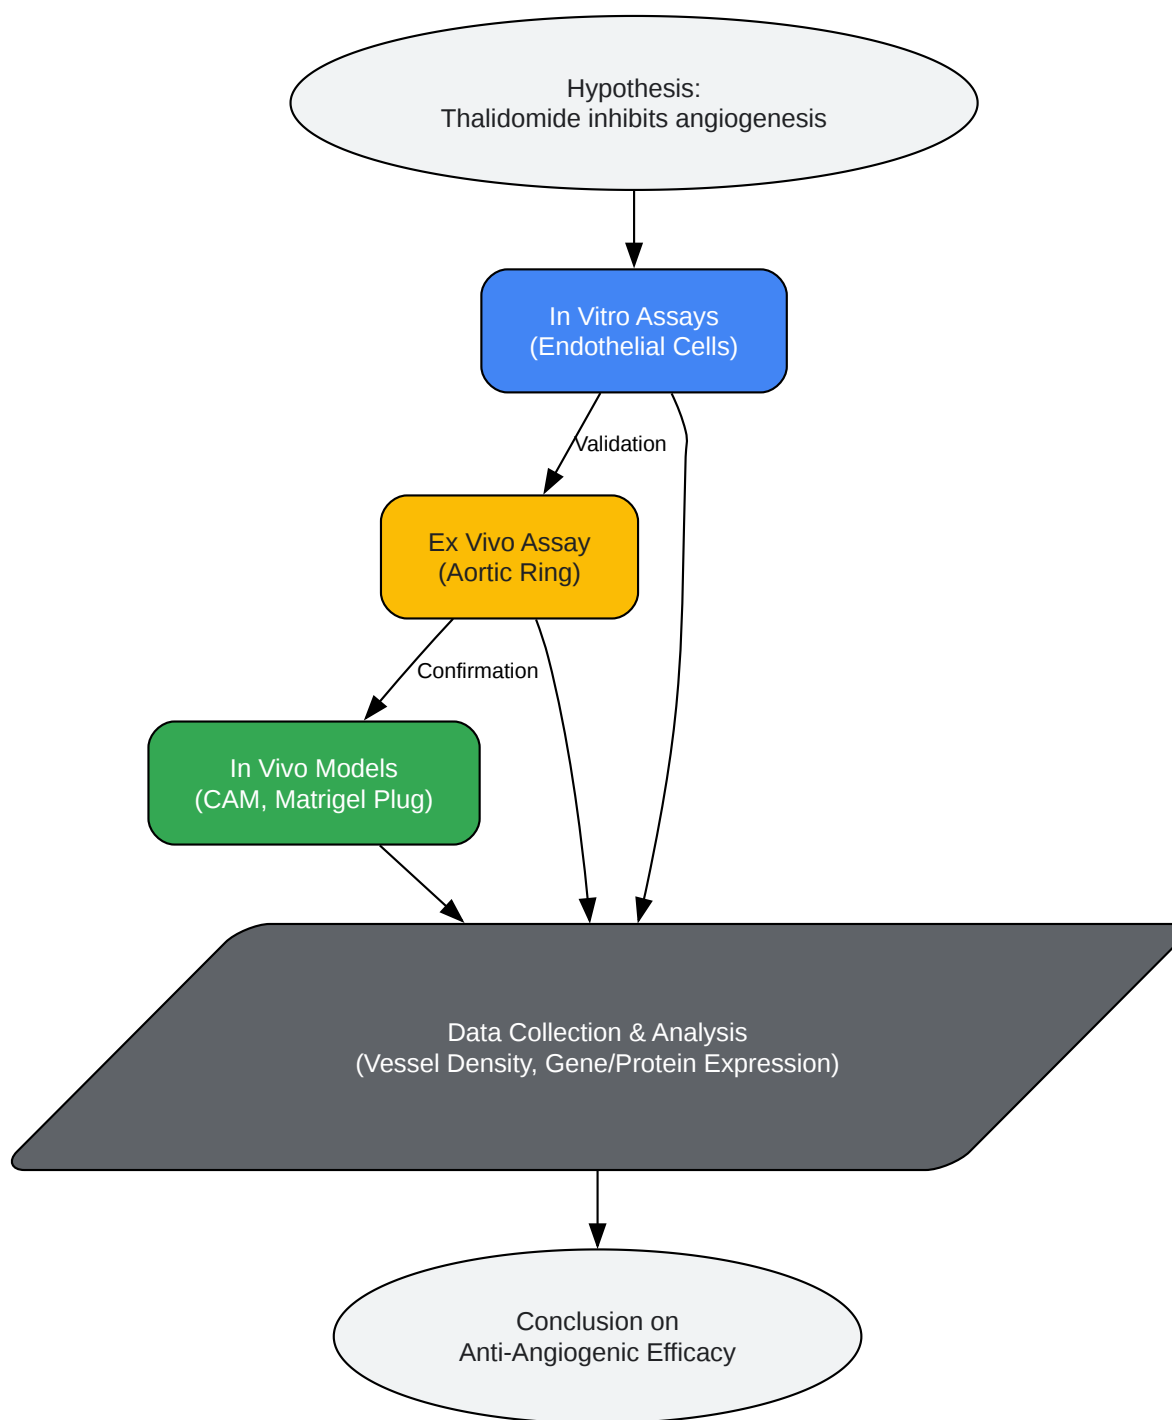 Hypothesis:
Thalidomide inhibits angiogenesis
In Vitro Assays
(Endothelial Cells)
Validation
Ex Vivo Assay
(Aortic Ring)
Confirmation
In Vivo Models
(CAM, Matrigel Plug)
Data Collection & Analysis
(Vessel Density, Gene/Protein Expression)
Conclusion on
Anti-Angiogenic Efficacy